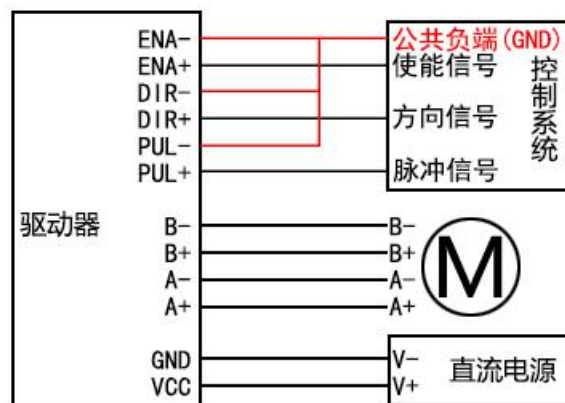 ENA- 公共负端(GND)
ENA+ 使能信号
DIR-
DIR+ 方向信号
PUL-
PUL+ 脉冲信号
控制系统
驱动器
B- B-
B+ B+
A- A-
A+ A+
M
GND V-
VCC V+
直流电源